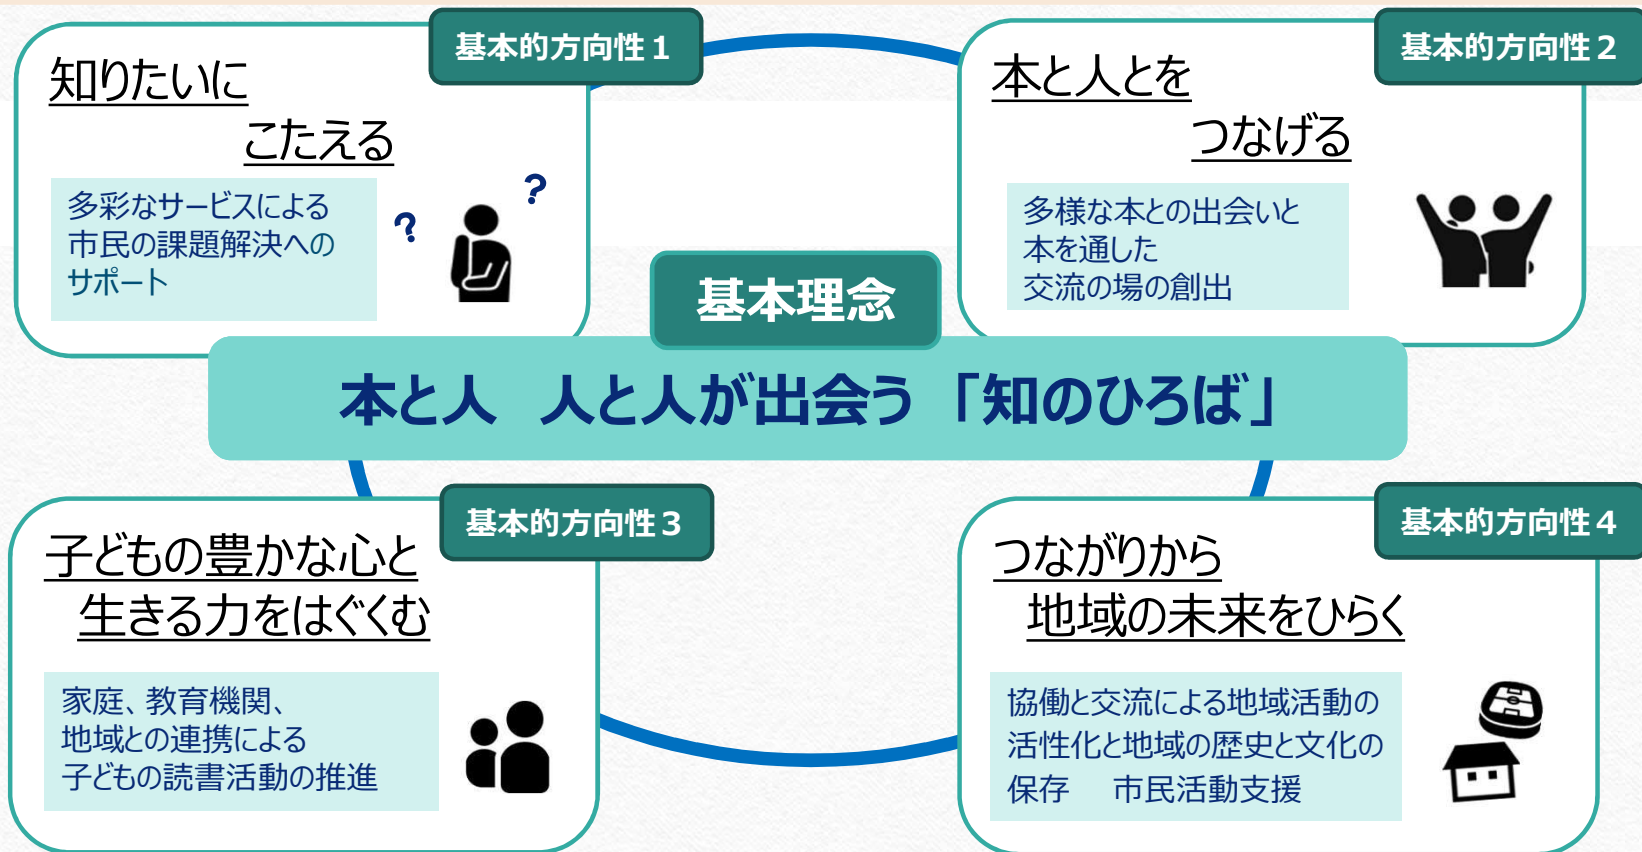 基本的方向性１
知りたいに
こたえる
多彩なサービスによる
市民の課題解決への
サポート
?
?
基本的方向性２
本と人とを
つなげる
多様な本との出会いと
本を通した
交流の場の創出
基本理念
本と人　人と人が出会う「知のひろば」
基本的方向性３
子どもの豊かな心と
生きる力をはぐくむ
家庭、教育機関、
地域との連携による
子どもの読書活動の推進
基本的方向性４
つながりから
地域の未来をひらく
協働と交流による地域活動の
活性化と地域の歴史と文化の
保存　市民活動支援